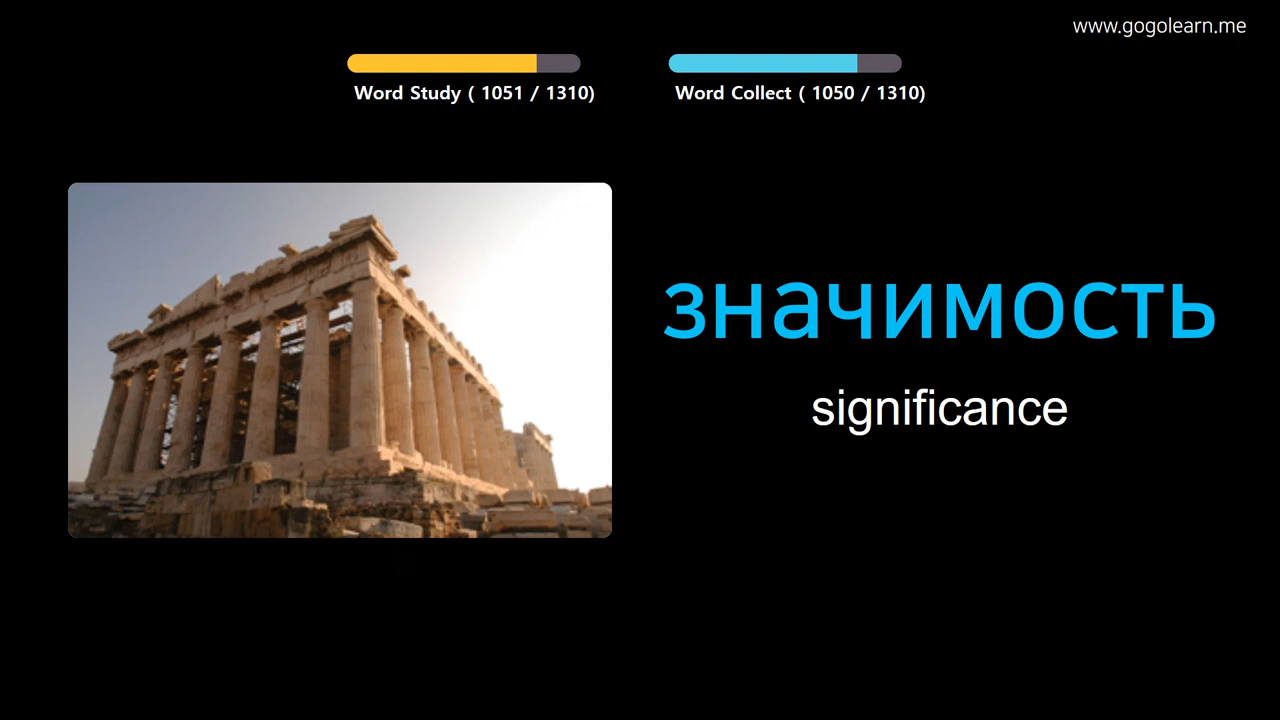 www.gogolearn.me
Word Study ( 1051 / 1310)
Word Collect ( 1050 / 1310)
значимость
significance